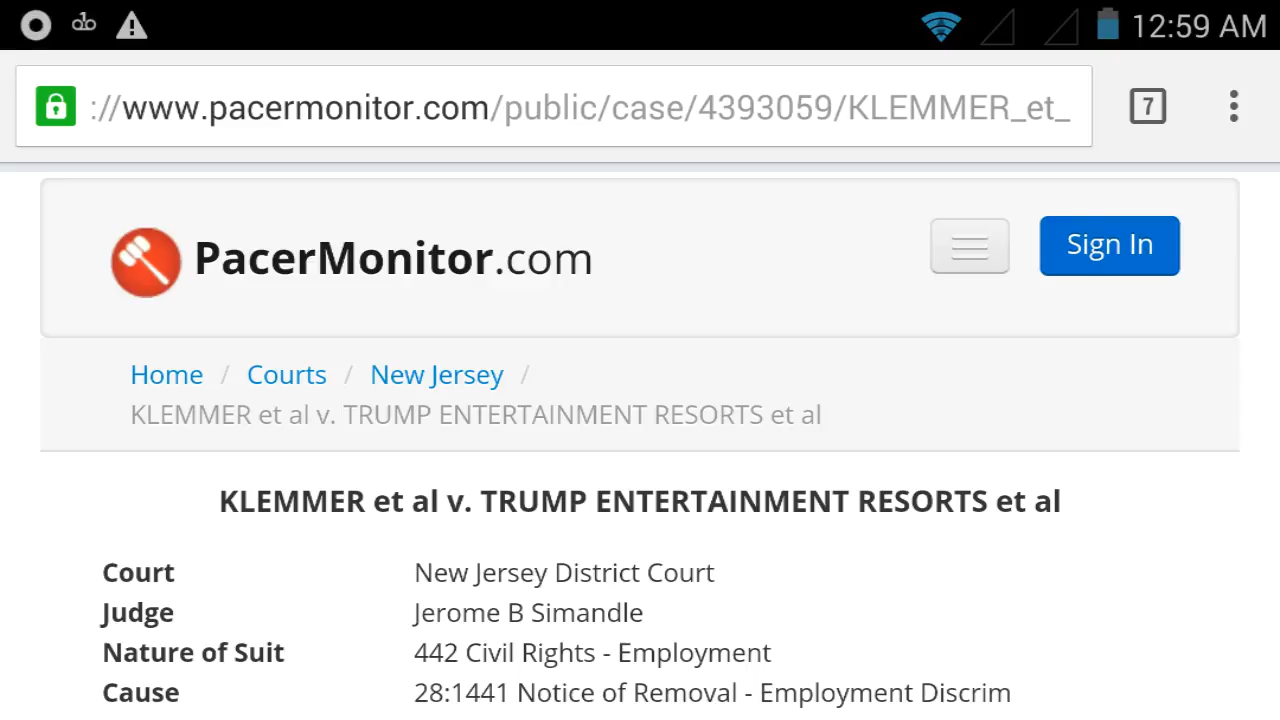 12:59 AM
://www.pacermonitor.com/public/case/4393059/KLEMMER_et_
7
PacerMonitor.com
Sign In
Home / Courts / New Jersey /
KLEMMER et al v. TRUMP ENTERTAINMENT RESORTS et al
KLEMMER et al v. TRUMP ENTERTAINMENT RESORTS et al
Court New Jersey District Court
Judge Jerome B Simandle
Nature of Suit 442 Civil Rights - Employment
Cause 28:1441 Notice of Removal - Employment Discrim